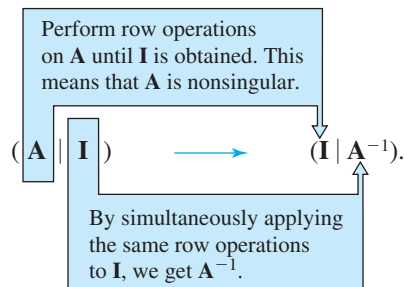 Perform row operations
on A until I is obtained. This
means that A is nonsingular.
( A | I ) → (I | A⁻¹).
By simultaneously applying
the same row operations
to I, we get A⁻¹.